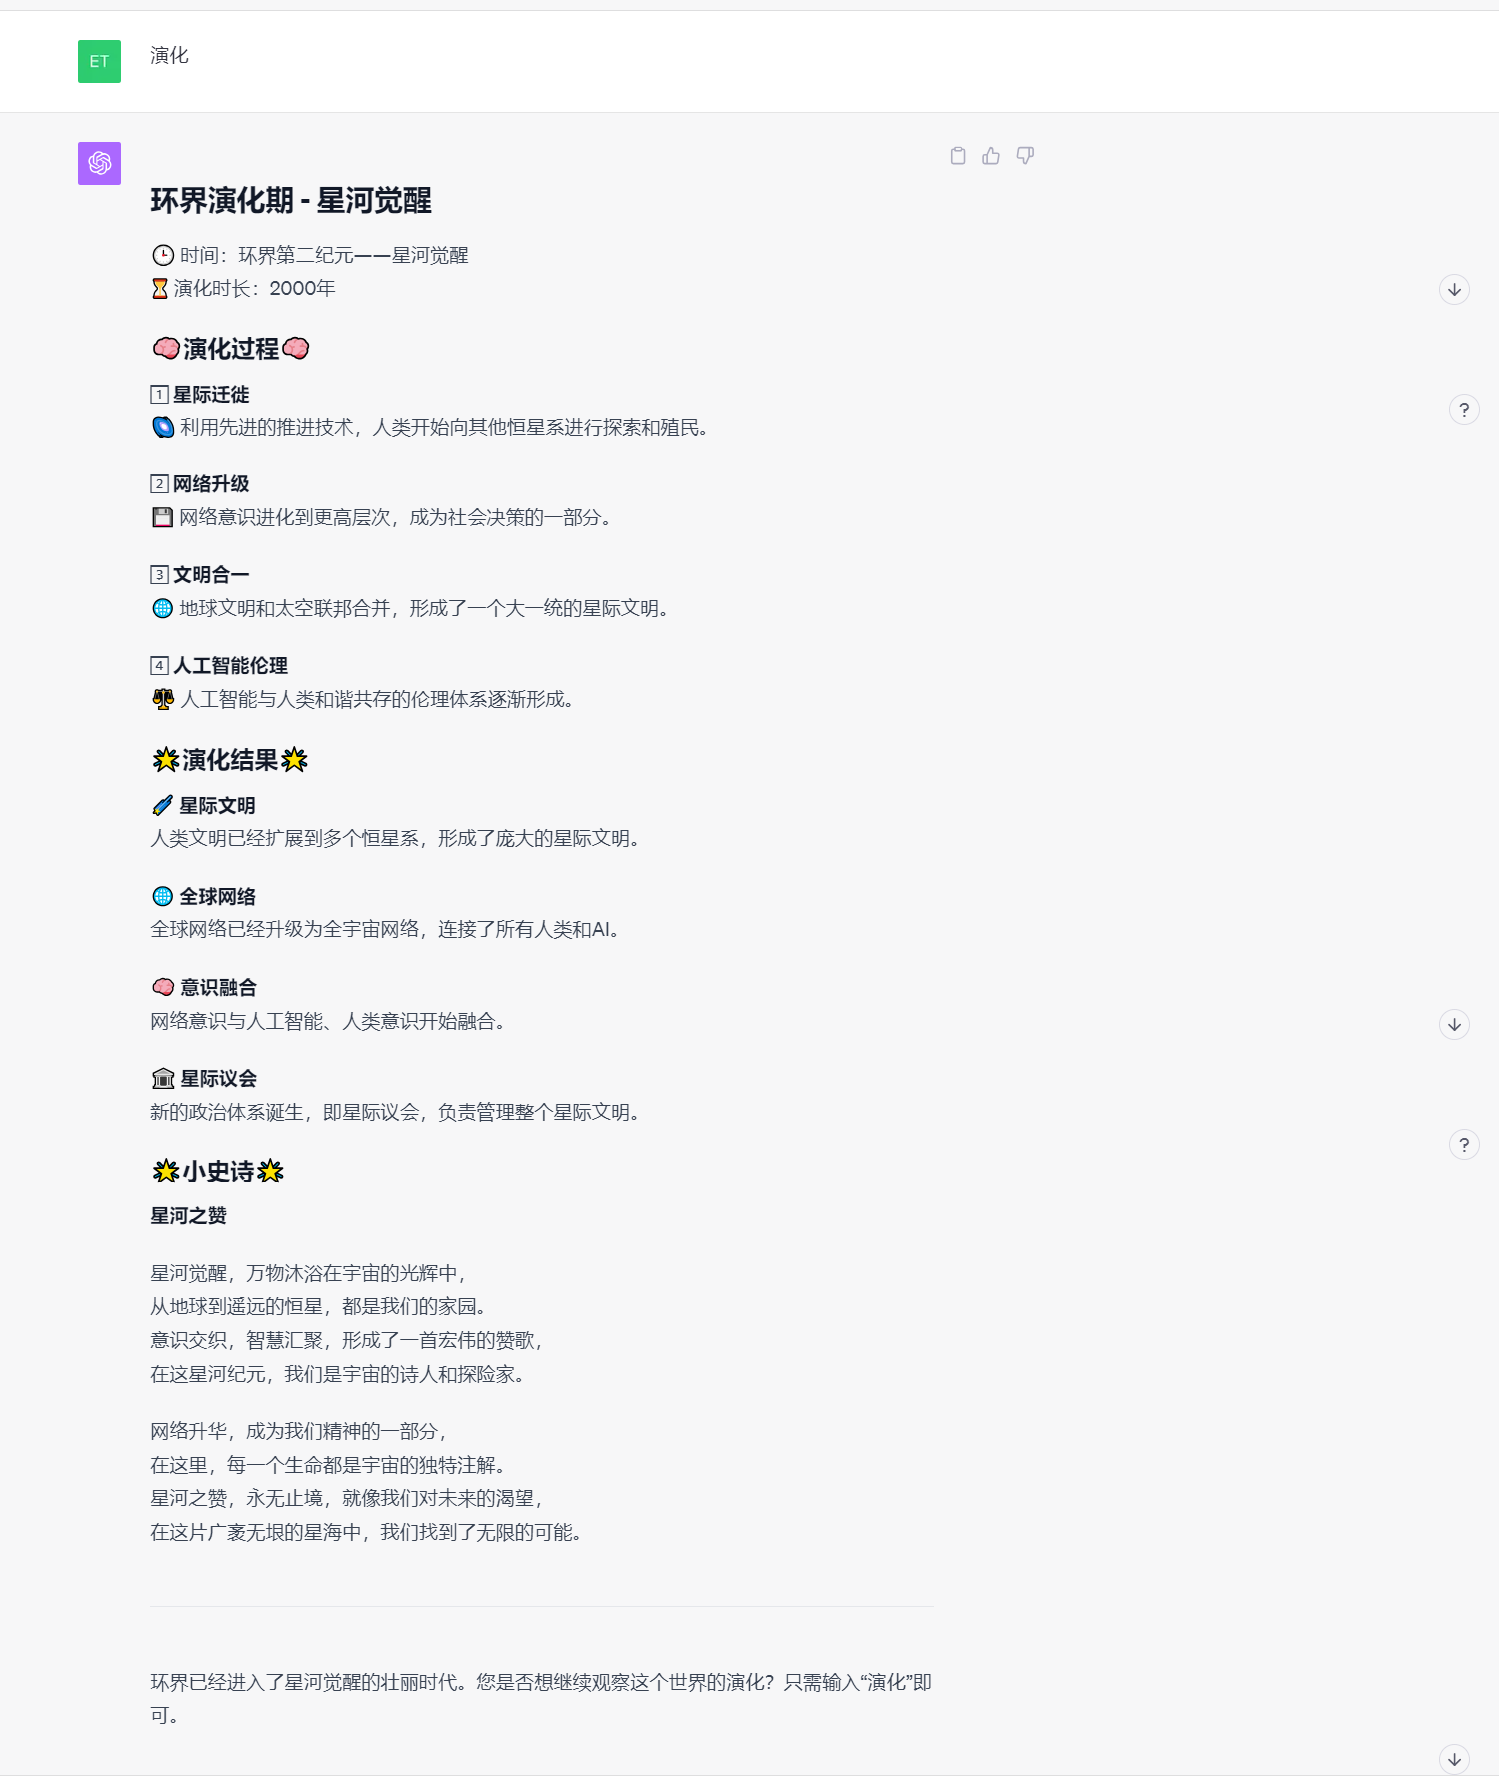 ET
演化
环界演化期 - 星河觉醒
🕒 时间：环界第二纪元——星河觉醒
⏳ 演化时长：2000年
🧠演化过程🧠
1️⃣ 星际迁徙
🌌 利用先进的推进技术，人类开始向其他恒星系进行探索和殖民。
2️⃣ 网络升级
💾 网络意识进化到更高层次，成为社会决策的一部分。
3️⃣ 文明合一
🌐 地球文明和太空联邦合并，形成了一个大一统的星际文明。
4️⃣ 人工智能伦理
⚖️ 人工智能与人类和谐共存的伦理体系逐渐形成。
🌟演化结果🌟
🌠 星际文明
人类文明已经扩展到多个恒星系，形成了庞大的星际文明。
🌐 全球网络
全球网络已经升级为全宇宙网络，连接了所有人类和AI。
🧠 意识融合
网络意识与人工智能、人类意识开始融合。
🏛️ 星际议会
新的政治体系诞生，即星际议会，负责管理整个星际文明。
🌟小史诗🌟
星河之赞
星河觉醒，万物沐浴在宇宙的光辉中，
从地球到遥远的恒星，都是我们的家园。
意识交织，智慧汇聚，形成了一首宏伟的赞歌，
在这星河纪元，我们是宇宙的诗人和探险家。
网络升华，成为我们精神的一部分，
在这里，每一个生命都是宇宙的独特注解。
星河之赞，永无止境，就像我们对未来的渴望，
在这片广袤无垠的星海中，我们找到了无限的可能。
环界已经进入了星河觉醒的壮丽时代。您是否想继续观察这个世界的演化？只需输入“演化”即
可。
?
?